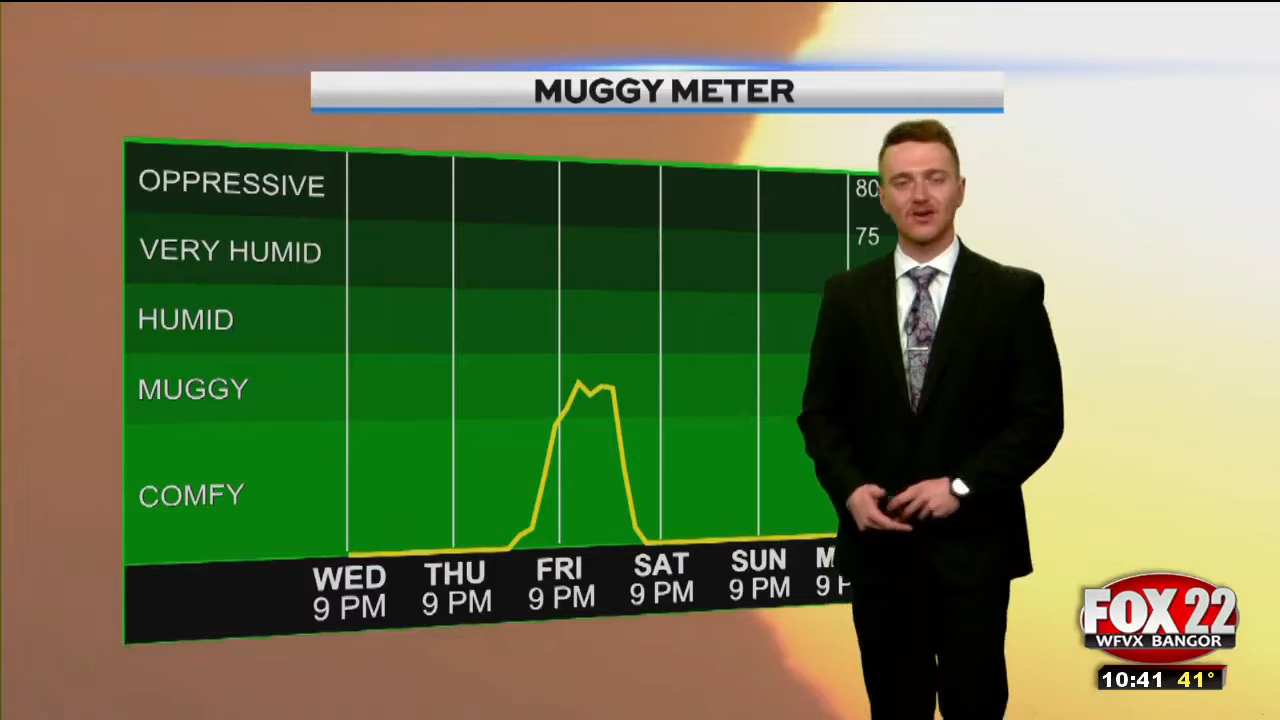 MUGGY METER
OPPRESSIVE
80
VERY HUMID
75
HUMID
MUGGY
COMFY
WED THU FRI SAT SUN
9 PM 9 PM 9 PM 9 PM 9 PM 9
FOX 22
WFVX BANGOR
10:41 41°